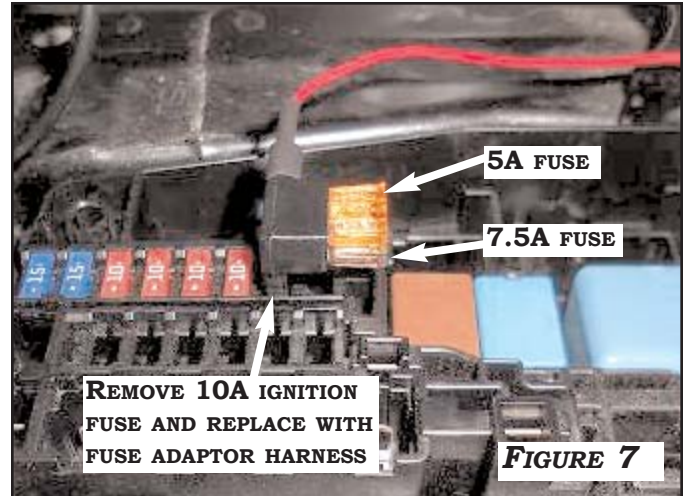 5A FUSE
7.5A FUSE
15 15 10 10 10 10
REMOVE 10A IGNITION
FUSE AND REPLACE WITH
FUSE ADAPTOR HARNESS
FIGURE 7